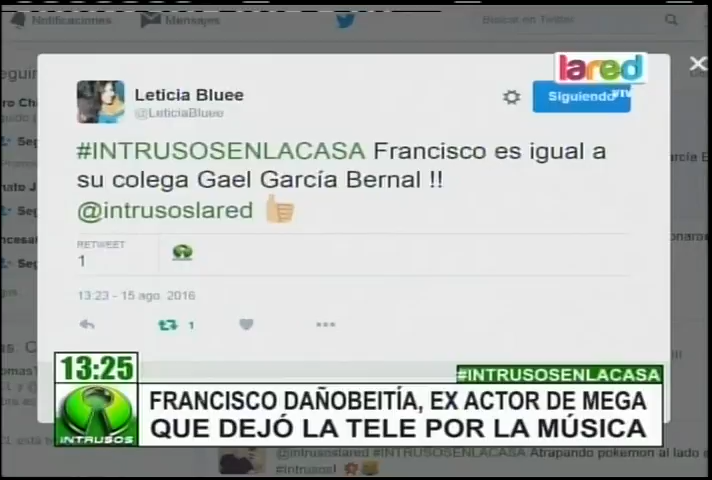 Notificaciones Mensajes Buscar en Twitter
lared
TV
Leticia Bluee
@LeticiaBluee
Siguiendo
#INTRUSOSENLACASA Francisco es igual a
su colega Gael García Bernal !!
@intrusoslared
RETWEET
1
13:23 - 15 ago. 2016
1
13:25
#INTRUSOSENLACASA
INTRUSOS
FRANCISCO DAÑOBEITÍA, EX ACTOR DE MEGA
QUE DEJÓ LA TELE POR LA MÚSICA
@intrusoslared #INTRUSOSENLACASA Atrapando pokemon al lado
#intrusos!